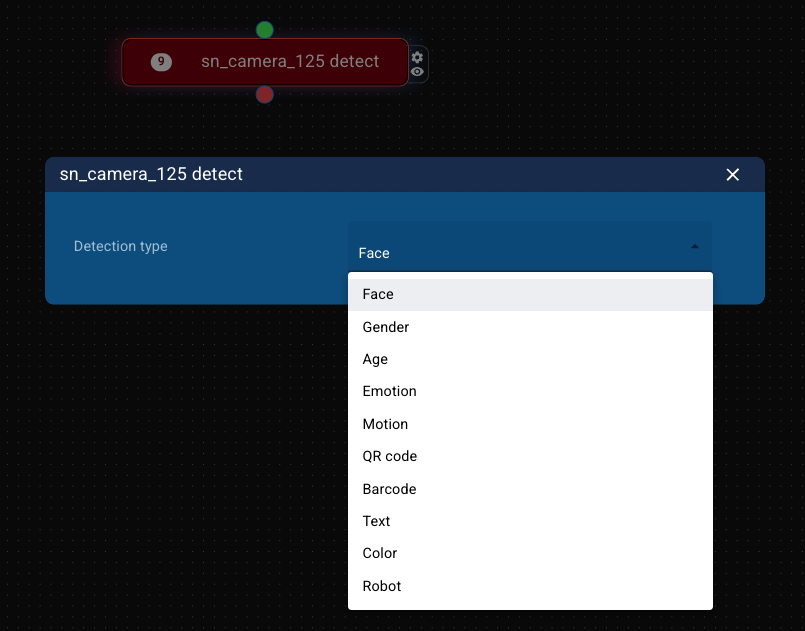 9
sn_camera_125 detect
sn_camera_125 detect
Detection type
Face
Face
Gender
Age
Emotion
Motion
QR code
Barcode
Text
Color
Robot